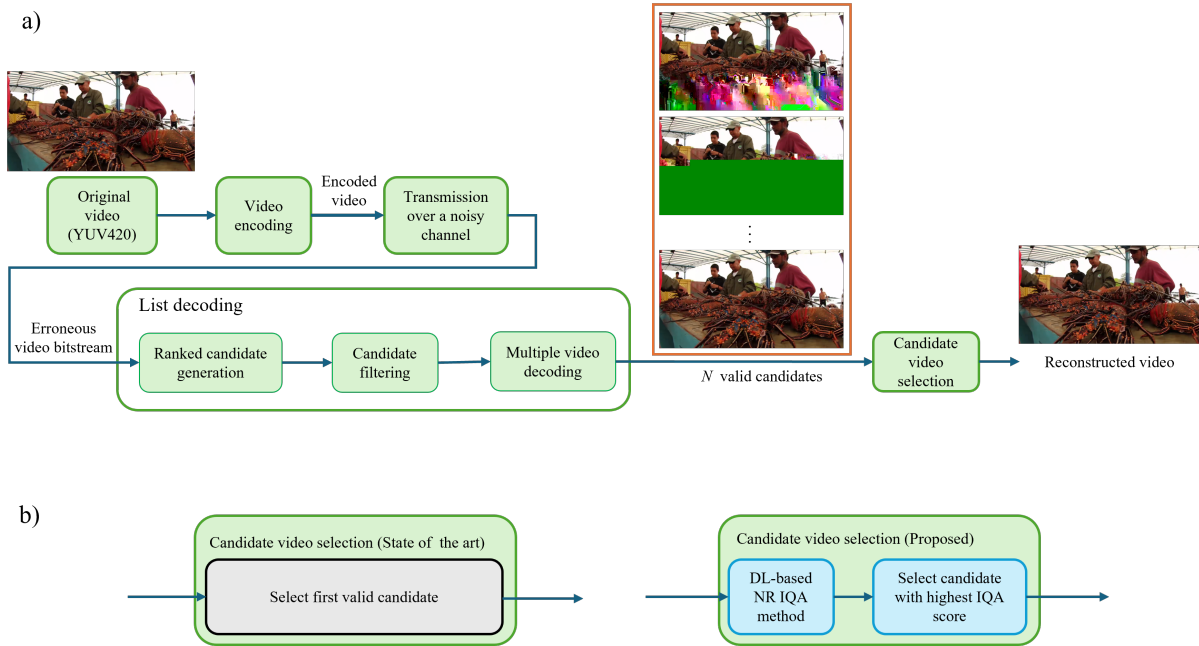 a)
Original
video
(YUV420)
Video
encoding
Encoded
video
Transmission
over a noisy
channel
List decoding
Erroneous
video bitstream
Ranked candidate
generation
Candidate
filtering
Multiple video
decoding
N valid candidates
Candidate
video
selection
Reconstructed video
b)
Candidate video selection (State of the art)
Select first valid candidate
Candidate video selection (Proposed)
DL-based
NR IQA
method
Select candidate
with highest IQA
score